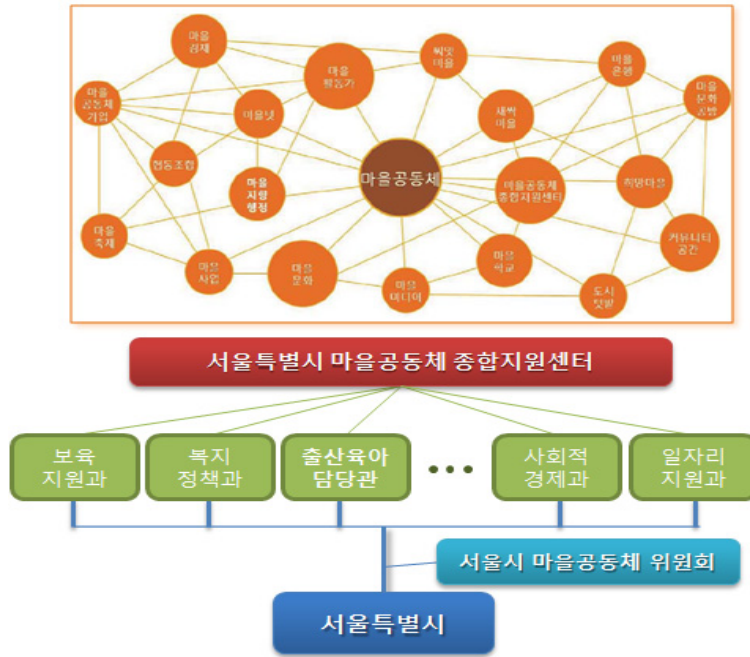 마을
경제
마을
활동가
씨앗
마을
마을
은행
마을
공동체
기업
마을넷
새싹
마을
마을
문화
공방
협동조합
마을
지향
행정
마을공동체
마을공동체
종합지원센터
희망마을
마을
축제
마을
사업
마을
문화
마을
미디어
마을
학교
커뮤니티
공간
도시
텃밭
서울특별시 마을공동체 종합지원센터
보육
지원과
복지
정책과
출산육아
담당관
•••
사회적
경제과
일자리
지원과
서울시 마을공동체 위원회
서울특별시